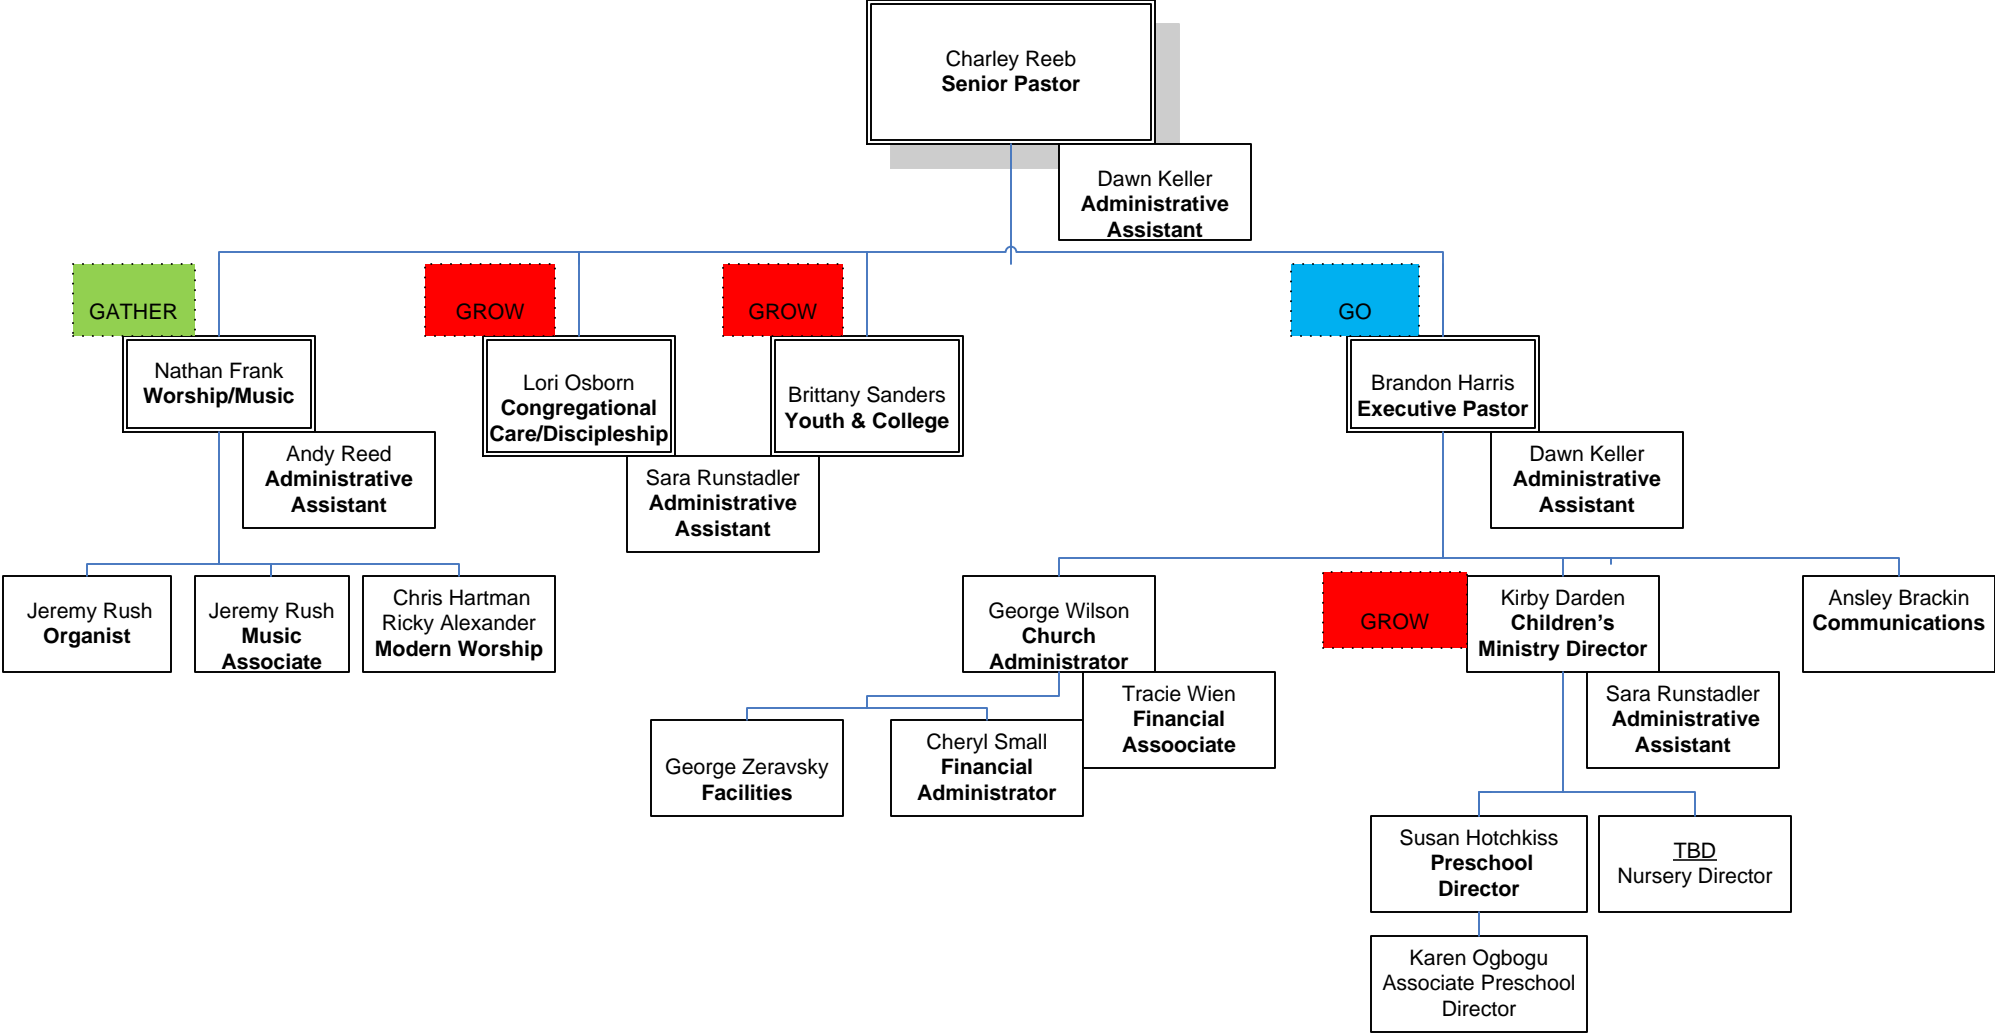 Charley Reeb
Senior Pastor
Dawn Keller
Administrative
Assistant
GATHER
GROW
GROW
GO
Nathan Frank
Worship/Music
Lori Osborn
Congregational
Care/Discipleship
Brittany Sanders
Youth & College
Brandon Harris
Executive Pastor
Andy Reed
Administrative
Assistant
Sara Runstadler
Administrative
Assistant
Dawn Keller
Administrative
Assistant
Jeremy Rush
Organist
Jeremy Rush
Music
Associate
Chris Hartman
Ricky Alexander
Modern Worship
George Wilson
Church
Administrator
GROW
Kirby Darden
Children's
Ministry Director
Ansley Brackin
Communications
Tracie Wien
Financial
Assoociate
Sara Runstadler
Administrative
Assistant
George Zeravsky
Facilities
Cheryl Small
Financial
Administrator
Susan Hotchkiss
Preschool
Director
TBD
Nursery Director
Karen Ogbogu
Associate Preschool
Director